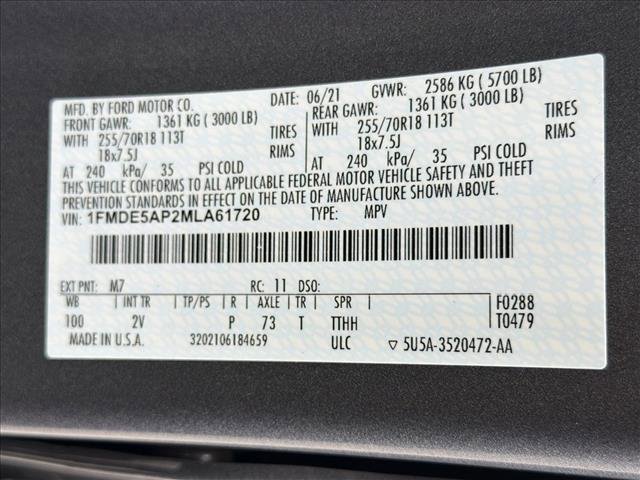 MFD. BY FORD MOTOR CO. DATE: 06/21 GVWR: 2586 KG ( 5700 LB)
FRONT GAWR: 1361 KG ( 3000 LB) REAR GAWR: 1361 KG ( 3000 LB)
WITH 255/70R18 113T TIRES 255/70R18 113T TIRES
18x7.5J RIMS 18x7.5J RIMS
AT 240 kPa/ 35 PSI COLD AT 240 kPa/ 35 PSI COLD
THIS VEHICLE CONFORMS TO ALL APPLICABLE FEDERAL MOTOR VEHICLE SAFETY AND THEFT
PREVENTION STANDARDS IN EFFECT ON THE DATE OF MANUFACTURE SHOWN ABOVE.
VIN: 1FMDE5AP2MLA61720 TYPE: MPV
EXT PNT: M7 RC: 11 DSO:
WB INT TR TP/PS R AXLE TR SPR F0288
100 2V P 73 T TTHH T0479
MADE IN U.S.A. 3202106184659 ULC ▽ 5U5A-3520472-AA